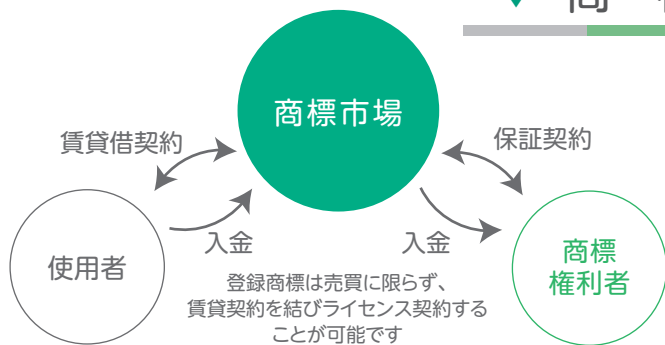 商標市場
賃貸借契約
保証契約
使用者
入金
入金
商標
権利者
登録商標は売買に限らず、
賃貸契約を結びライセンス契約する
ことが可能です